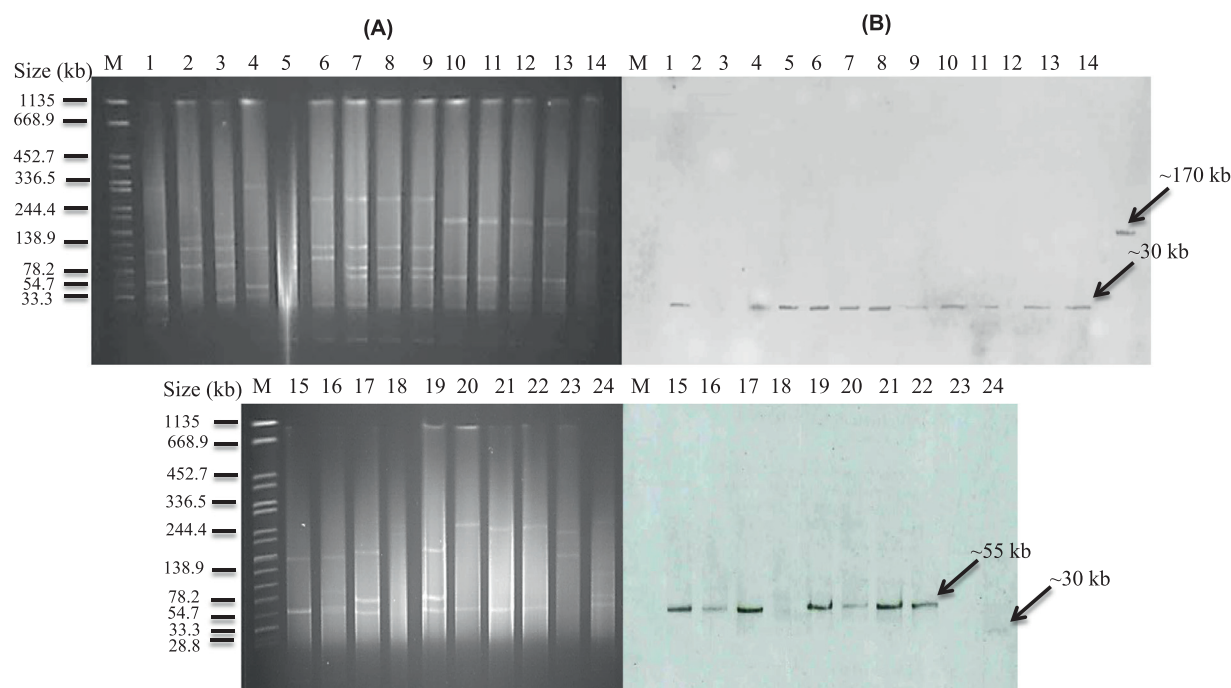 (A)
(B)
Size (kb) M 1 2 3 4 5 6 7 8 9 10 11 12 13 14
M 1 2 3 4 5 6 7 8 9 10 11 12 13 14
1135
668.9
452.7
336.5
244.4
138.9
78.2
54.7
33.3
~170 kb
~30 kb
Size (kb) M 15 16 17 18 19 20 21 22 23 24
M 15 16 17 18 19 20 21 22 23 24
1135
668.9
452.7
336.5
244.4
138.9
78.2
54.7
33.3
28.8
~55 kb
~30 kb